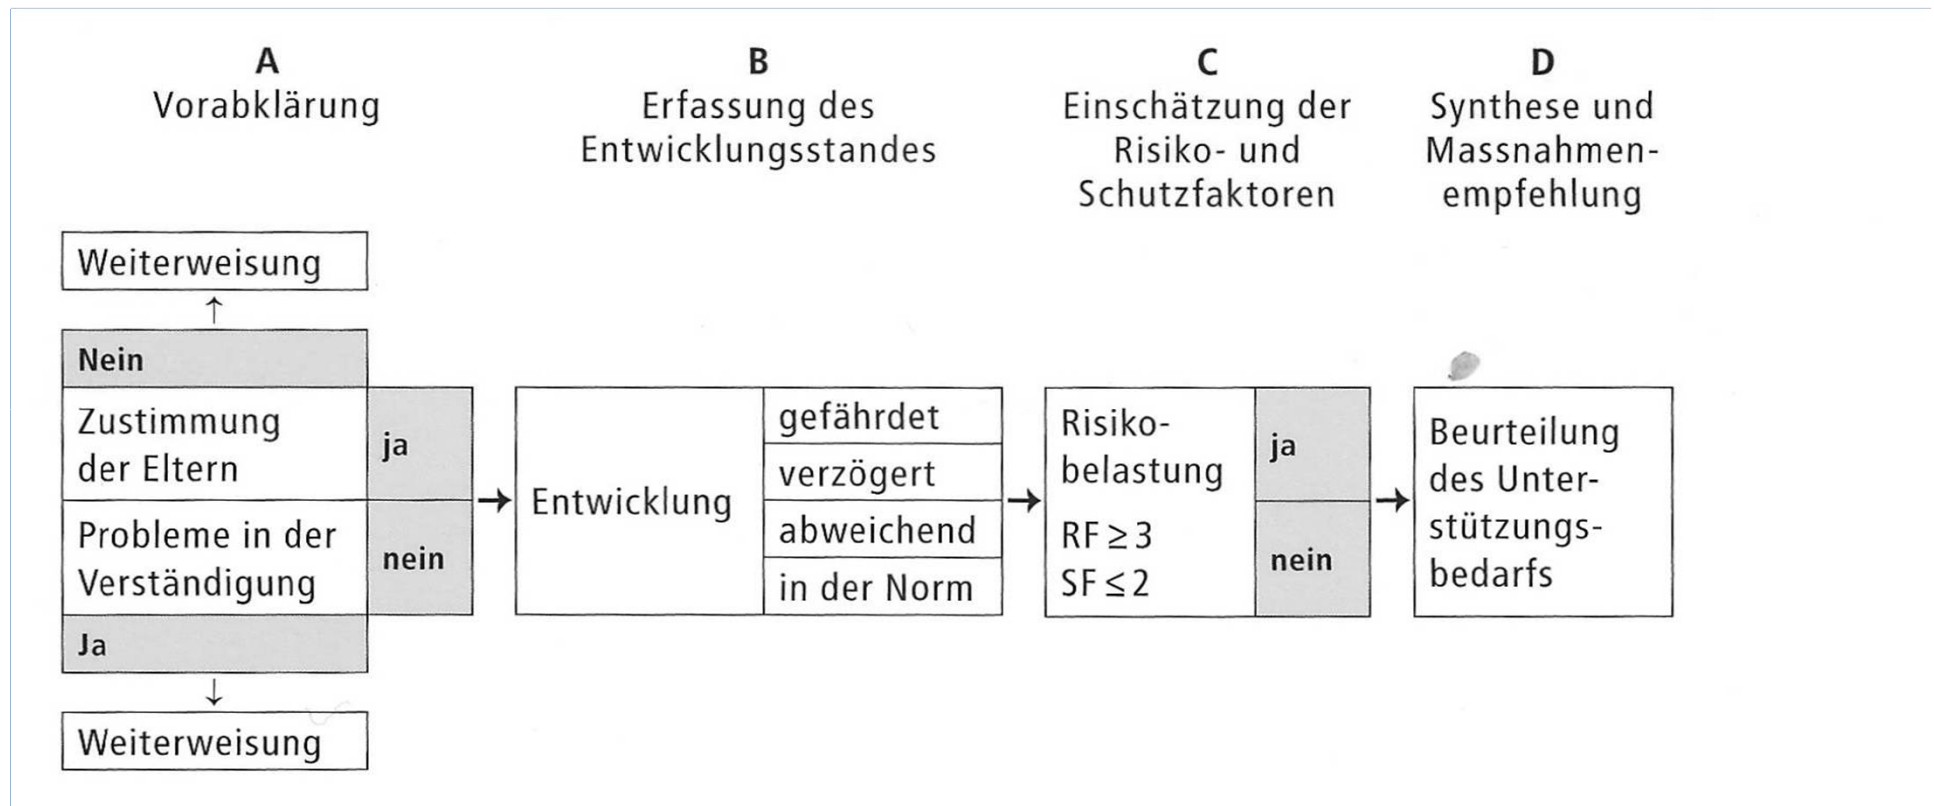 A
Vorabklärung
B
Erfassung des
Entwicklungsstandes
C
Einschätzung der
Risiko- und
Schutzfaktoren
D
Synthese und
Massnahmen-
empfehlung
Weiterweisung
↑
Nein
Zustimmung
der Eltern
ja
Probleme in der
Verständigung
nein
Ja
↓
Weiterweisung
→
Entwicklung
gefährdet
verzögert
abweichend
in der Norm
→
Risiko-
belastung
RF ≥ 3
SF ≤ 2
ja
nein
→
Beurteilung
des Unter-
stützungs-
bedarfs